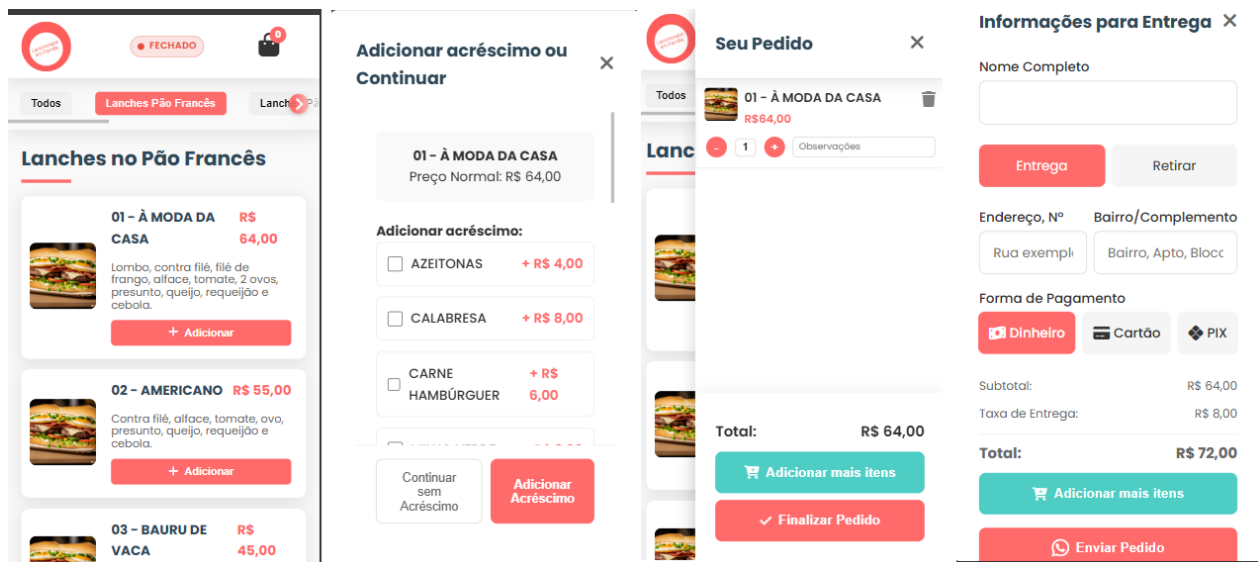 FECHADO
0
Todos
Lanches Pão Francês
Lanch
Lanches no Pão Francês
01 - À MODA DA CASA
R$ 64,00
Lombo, contra filé, filé de
frango, alface, tomate, 2 ovos,
presunto, queijo, requeijão e
cebola.
+ Adicionar
02 - AMERICANO
R$ 55,00
Contra filé, alface, tomate, ovo,
presunto, queijo, requeijão e
cebola.
+ Adicionar
03 - BAURU DE VACA
R$ 45,00
Adicionar acréscimo ou
Continuar
01 - À MODA DA CASA
Preço Normal: R$ 64,00
Adicionar acréscimo:
AZEITONAS
+ R$ 4,00
CALABRESA
+ R$ 8,00
CARNE
HAMBÚRGUER
+ R$
6,00
Continuar
sem
Acréscimo
Adicionar
Acréscimo
Todos
Lanc
Seu Pedido
01 - À MODA DA CASA
R$64,00
- 1 +
Observações
Total:
R$ 64,00
Adicionar mais itens
Finalizar Pedido
Informações para Entrega
Nome Completo
Entrega
Retirar
Endereço, Nº
Bairro/Complemento
Rua exempl
Bairro, Apto, Blocc
Forma de Pagamento
Dinheiro
Cartão
PIX
Subtotal:
R$ 64,00
Taxa de Entrega:
R$ 8,00
Total:
R$ 72,00
Adicionar mais itens
Enviar Pedido